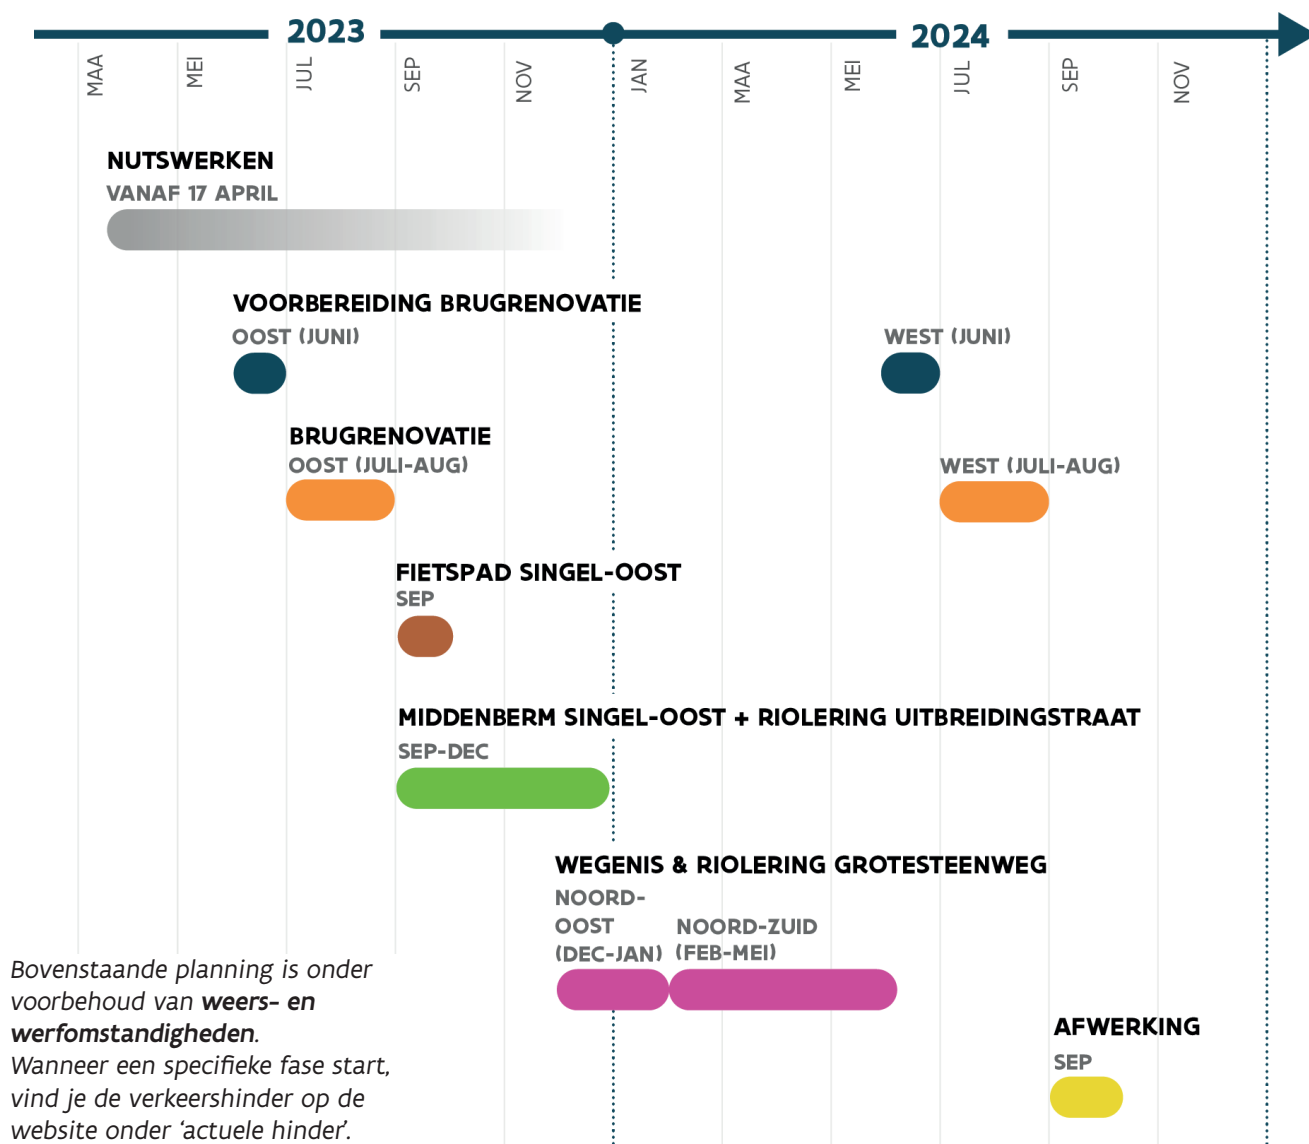 2023
2024
MAA
MEI
JUL
SEP
NOV
JAN
MAA
MEI
JUL
SEP
NOV
NUTSWERKEN
VANAF 17 APRIL
VOORBEREIDING BRUGRENOVATIE
OOST (JUNI)
WEST (JUNI)
BRUGRENOVATIE
OOST (JULI-AUG)
WEST (JULI-AUG)
FIETSPAD SINGEL-OOST
SEP
MIDDENBERM SINGEL-OOST + RIOLERING UITBREIDINGSTRAAT
SEP-DEC
WEGENIS & RIOLERING GROTESTEENWEG
NOORD-
OOST
(DEC-JAN)
NOORD-ZUID
(FEB-MEI)
AFWERKING
SEP
Bovenstaande planning is onder
voorbehoud van weers- en
werfomstandigheden.
Wanneer een specifieke fase start,
vind je de verkeershinder op de
website onder ‘actuele hinder’.